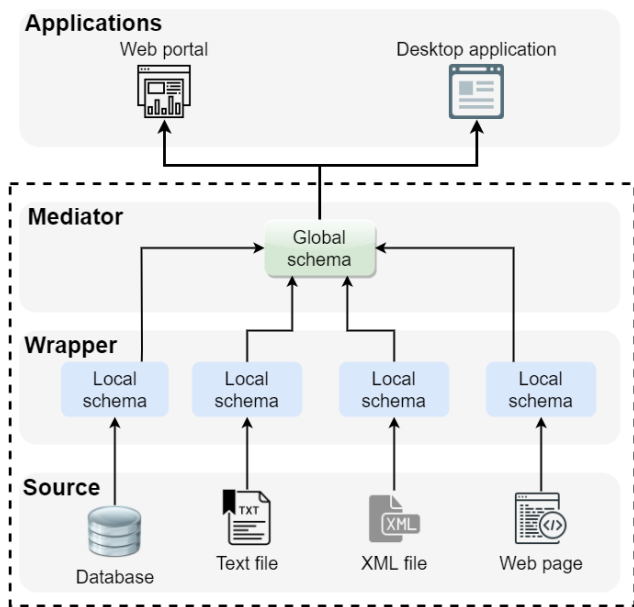 Applications
Web portal
Desktop application
Mediator
Global
schema
Wrapper
Local
schema
Local
schema
Local
schema
Local
schema
Source
TXT
XML
Database
Text file
XML file
Web page